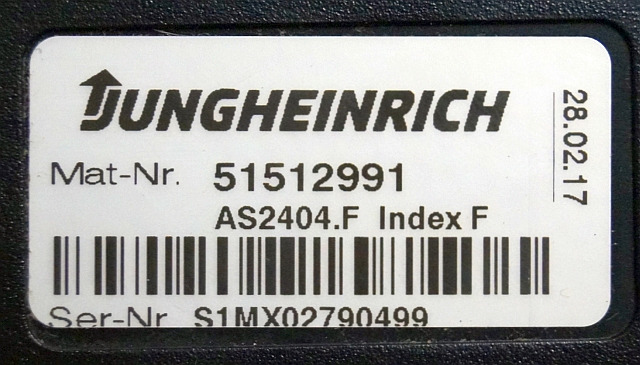 JUNGHEINRICH
28.02.17
Mat-Nr. 51512991
AS2404.F Index F
Ser-Nr S1MX02790499